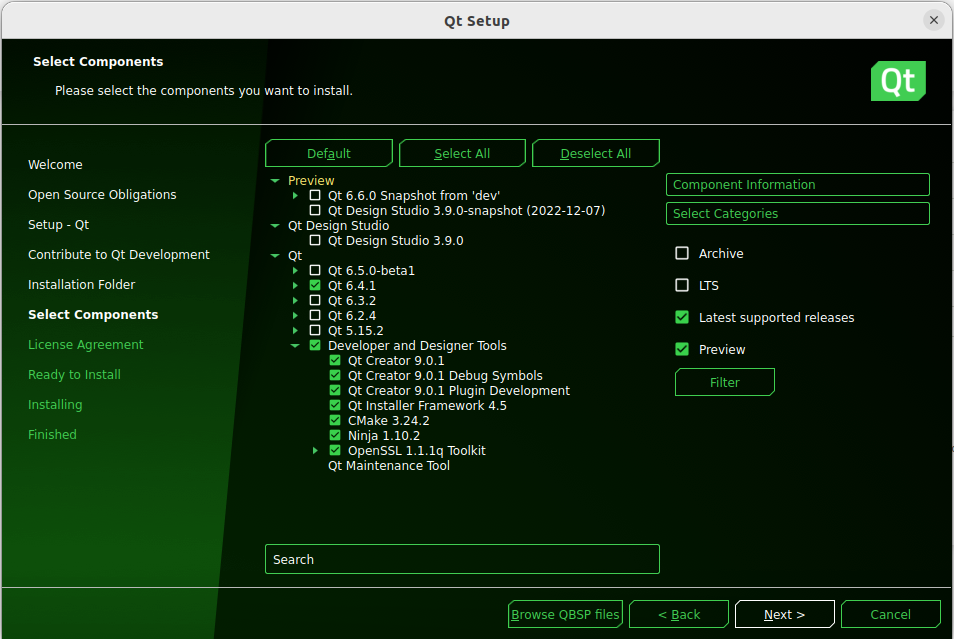 Qt Setup
Select Components
Please select the components you want to install.
Qt
Welcome
Open Source Obligations
Setup - Qt
Contribute to Qt Development
Installation Folder
Select Components
License Agreement
Ready to Install
Installing
Finished
Default
Select All
Deselect All
Preview
Qt 6.6.0 Snapshot from 'dev'
Qt Design Studio 3.9.0-snapshot (2022-12-07)
Qt Design Studio
Qt Design Studio 3.9.0
Qt
Qt 6.5.0-beta1
Qt 6.4.1
Qt 6.3.2
Qt 6.2.4
Qt 5.15.2
Developer and Designer Tools
Qt Creator 9.0.1
Qt Creator 9.0.1 Debug Symbols
Qt Creator 9.0.1 Plugin Development
Qt Installer Framework 4.5
CMake 3.24.2
Ninja 1.10.2
OpenSSL 1.1.1q Toolkit
Qt Maintenance Tool
Search
Component Information
Select Categories
Archive
LTS
Latest supported releases
Preview
Filter
Browse QBSP files
< Back
Next >
Cancel